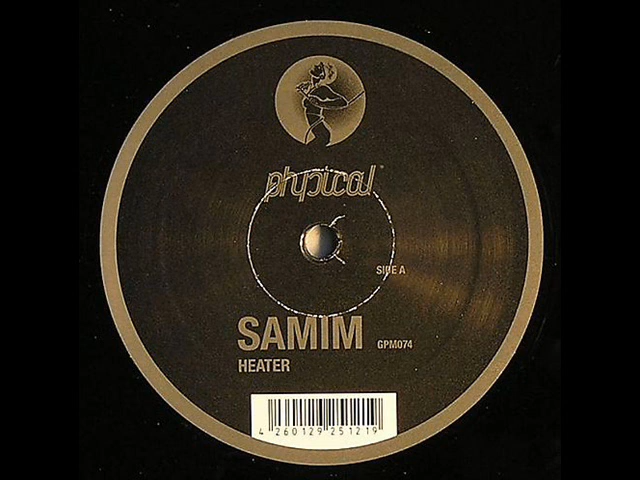 physical
SIDE A
SAMIM GPM074
HEATER
4 260129 251219